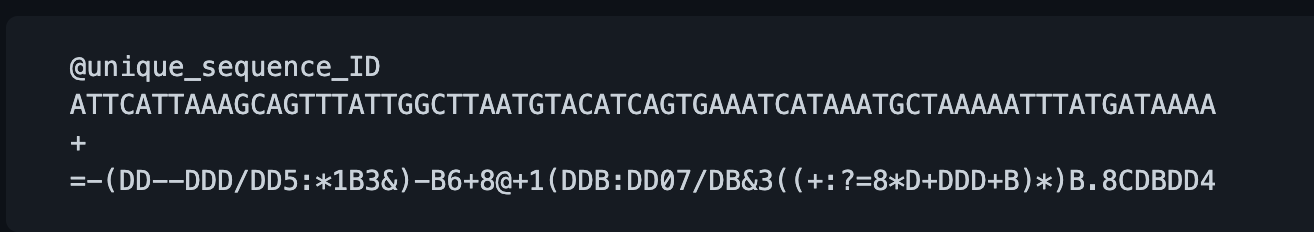 @unique_sequence_ID
ATTCATTAAAGCAGTTTATTGGCTTAATGTACATCAGTGAAATCATAAATGCTAAAAATTTATGATAAAA
+
=-(DD--DDD/DD5:*1B3&)-B6+8@+1(DDB:DD07/DB&3((+:?=8*D+DDD+B)*)B.8CDBDD4